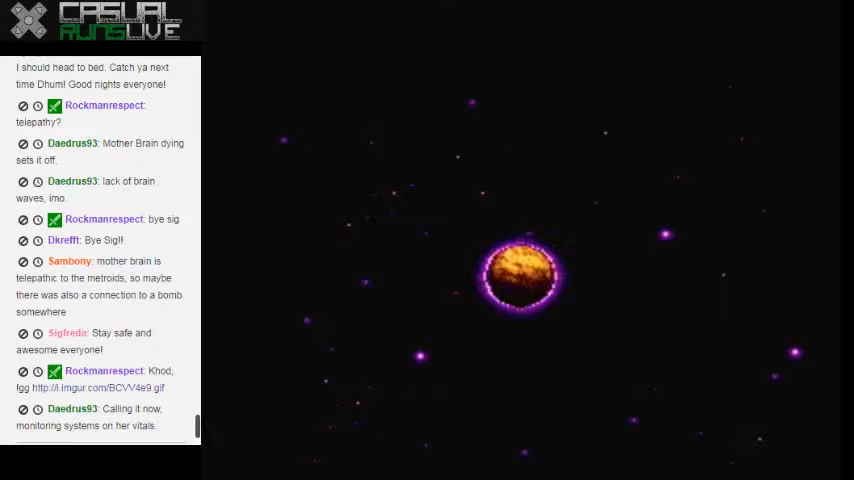 CASUAL
RUNSLIVE
I should head to bed. Catch ya next
time Dhum! Good nights everyone!
Rockmanrespect:
telepathy?
Daedrus93: Mother Brain dying
sets it off.
Daedrus93: lack of brain
waves, imo.
Rockmanrespect: bye sig
Dkrefft: Bye Sig!!
Sambony: mother brain is
telepathic to the metroids, so maybe
there was also a connection to a bomb
somewhere
Sigfreda: Stay safe and
awesome everyone!
Rockmanrespect: Khod,
!gg http://i.imgur.com/BCVV4e9.gif
Daedrus93: Calling it now,
monitoring systems on her vitals.